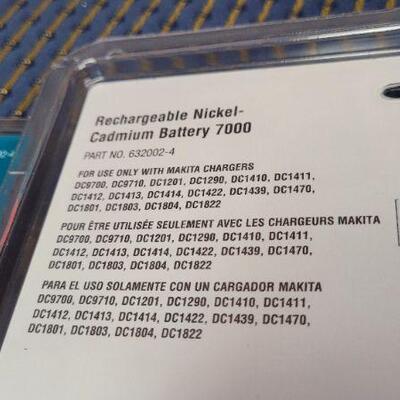 Rechargeable Nickel-
Cadmium Battery 7000
PART NO. 632002-4
FOR USE ONLY WITH MAKITA CHARGERS
DC9700, DC9710, DC1201, DC1290, DC1410, DC1411,
DC1412, DC1413, DC1414, DC1422, DC1439, DC1470,
DC1801, DC1803, DC1804, DC1822
POUR ÊTRE UTILISÉE SEULEMENT AVEC LES CHARGEURS MAKITA
DC9700, DC9710, DC1201, DC1290, DC1410, DC1411,
DC1412, DC1413, DC1414, DC1422, DC1439, DC1470,
DC1801, DC1803, DC1804, DC1822
PARA EL USO SOLAMENTE CON UN CARGADOR MAKITA
DC9700, DC9710, DC1201, DC1290, DC1410, DC1411,
DC1412, DC1413, DC1414, DC1422, DC1439, DC1470,
DC1801, DC1803, DC1804, DC1822